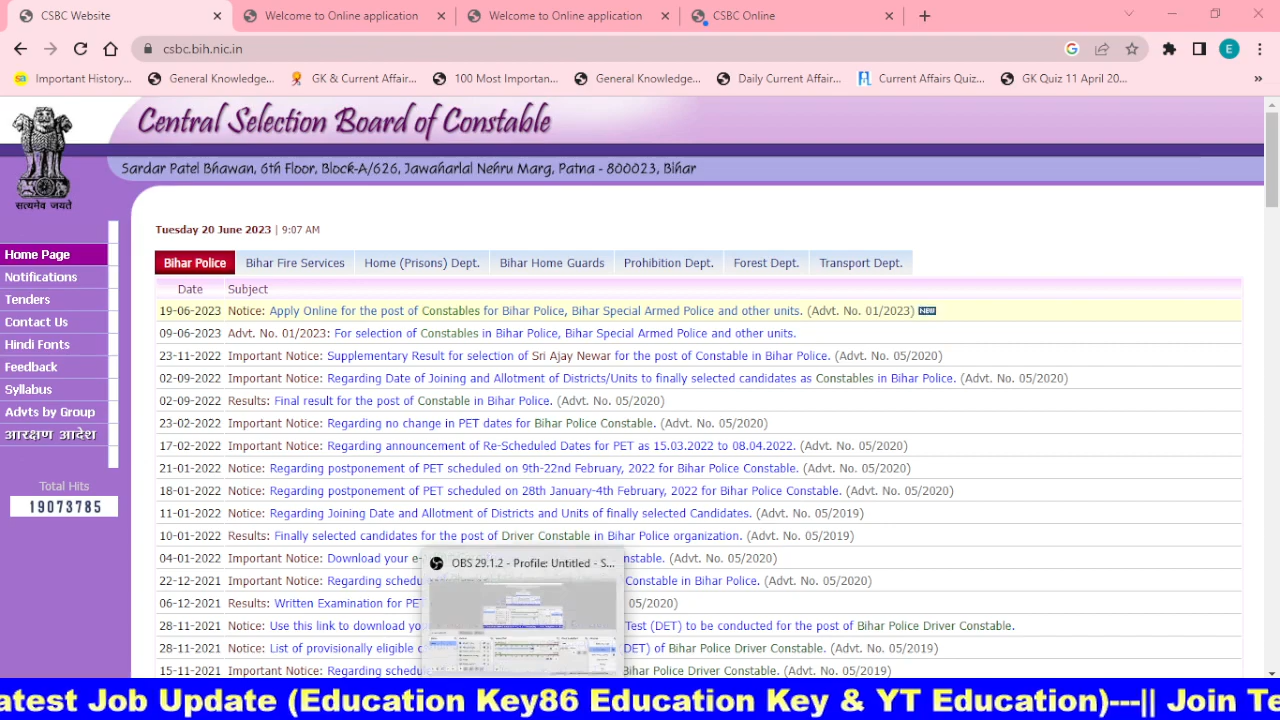 CSBC Website
Welcome to Online application
Welcome to Online application
CSBC Online
csbc.bih.nic.in
E
Important History...
General Knowledge...
GK & Current Affair...
100 Most Importan...
General Knowledge...
Daily Current Affair...
Current Affairs Quiz...
GK Quiz 11 April 20...
»
Central Selection Board of Constable
Sardar Patel Bhawan, 6th Floor, Block-A/626, Jawaharlal Nehru Marg, Patna - 800023, Bihar
सत्यमेव जयते
Tuesday 20 June 2023 | 9:07 AM
Home Page
Notifications
Tenders
Contact Us
Hindi Fonts
Feedback
Syllabus
Advts by Group
आरक्षण आदेश
Total Hits
19073785
Bihar Police
Bihar Fire Services
Home (Prisons) Dept.
Bihar Home Guards
Prohibition Dept.
Forest Dept.
Transport Dept.
Date Subject
19-06-2023 Notice: Apply Online for the post of Constables for Bihar Police, Bihar Special Armed Police and other units. (Advt. No. 01/2023) NEW
09-06-2023 Advt. No. 01/2023: For selection of Constables in Bihar Police, Bihar Special Armed Police and other units.
23-11-2022 Important Notice: Supplementary Result for selection of Sri Ajay Newar for the post of Constable in Bihar Police. (Advt. No. 05/2020)
02-09-2022 Important Notice: Regarding Date of Joining and Allotment of Districts/Units to finally selected candidates as Constables in Bihar Police. (Advt. No. 05/2020)
02-09-2022 Results: Final result for the post of Constable in Bihar Police. (Advt. No. 05/2020)
23-02-2022 Important Notice: Regarding no change in PET dates for Bihar Police Constable. (Advt. No. 05/2020)
17-02-2022 Important Notice: Regarding announcement of Re-Scheduled Dates for PET as 15.03.2022 to 08.04.2022. (Advt. No. 05/2020)
21-01-2022 Notice: Regarding postponement of PET scheduled on 9th-22nd February, 2022 for Bihar Police Constable. (Advt. No. 05/2020)
18-01-2022 Notice: Regarding postponement of PET scheduled on 28th January-4th February, 2022 for Bihar Police Constable. (Advt. No. 05/2020)
11-01-2022 Notice: Regarding Joining Date and Allotment of Districts and Units of finally selected Candidates. (Advt. No. 05/2019)
10-01-2022 Results: Finally selected candidates for the post of Driver Constable in Bihar Police organization. (Advt. No. 05/2019)
04-01-2022 Important Notice: Download your e- nstable. (Advt. No. 05/2020)
22-12-2021 Important Notice: Regarding schedu Constable in Bihar Police. (Advt. No. 05/2020)
06-12-2021 Results: Written Examination for PET 05/2020)
28-11-2021 Notice: Use this link to download you Test (DET) to be conducted for the post of Bihar Police Driver Constable.
28-11-2021 Notice: List of provisionally eligible c DET) of Bihar Police Driver Constable. (Advt. No. 05/2019)
15-11-2021 Important Notice: Regarding schedu Bihar Police Driver Constable. (Advt. No. 05/2019)
OBS 29.1.2 - Profile: Untitled - S...
atest Job Update (Education Key86 Education Key & YT Education)---|| Join Te